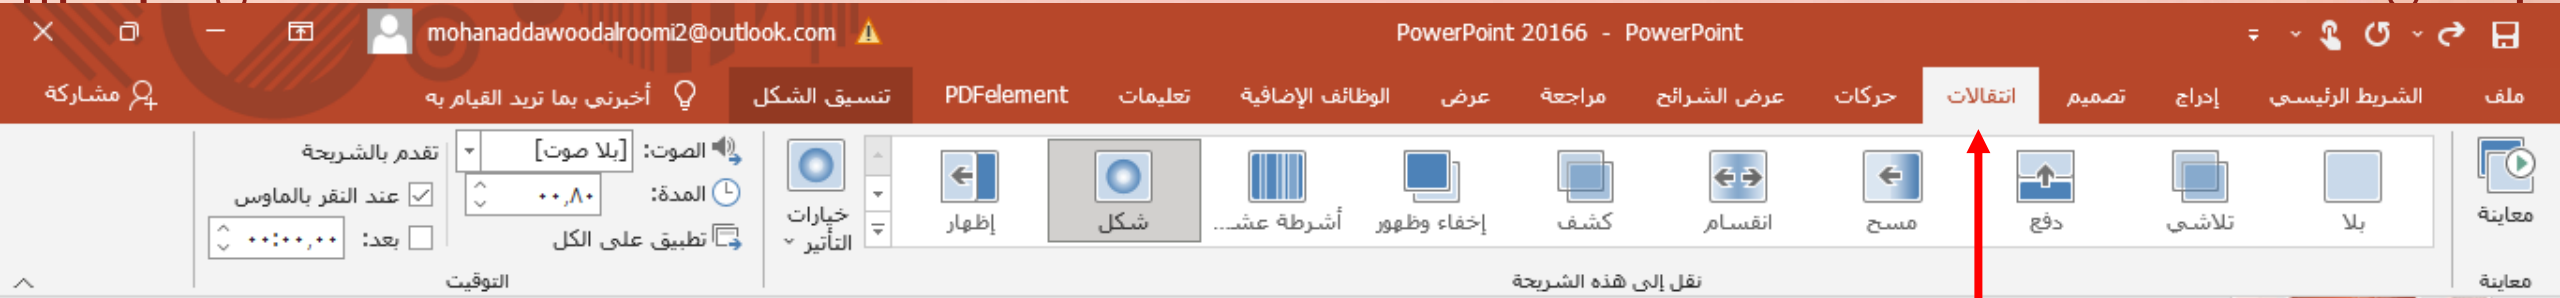 PowerPoint 20166 - PowerPoint
mohanaddawoodalroomi2@outlook.com
ملف الشريط الرئيسي إدراج تصميم انتقالات حركات عرض الشرائح مراجعة عرض الوظائف الإضافية تعليمات PDFelement تنسيق الشكل أخبرني بما تريد القيام به مشاركة
معاينة
بلا تلاشي دفع مسح انقسام كشف إخفاء وظهور أشرطة عشـ... شكل إظهار
خيارات التأثير
الصوت: [بلا صوت]
المدة: ٠٠,٨٠
تطبيق على الكل
تقدم بالشريحة
عند النقر بالماوس
بعد: ٠٠:٠٠,٠٠
معاينة
نقل إلى هذه الشريحة
التوقيت